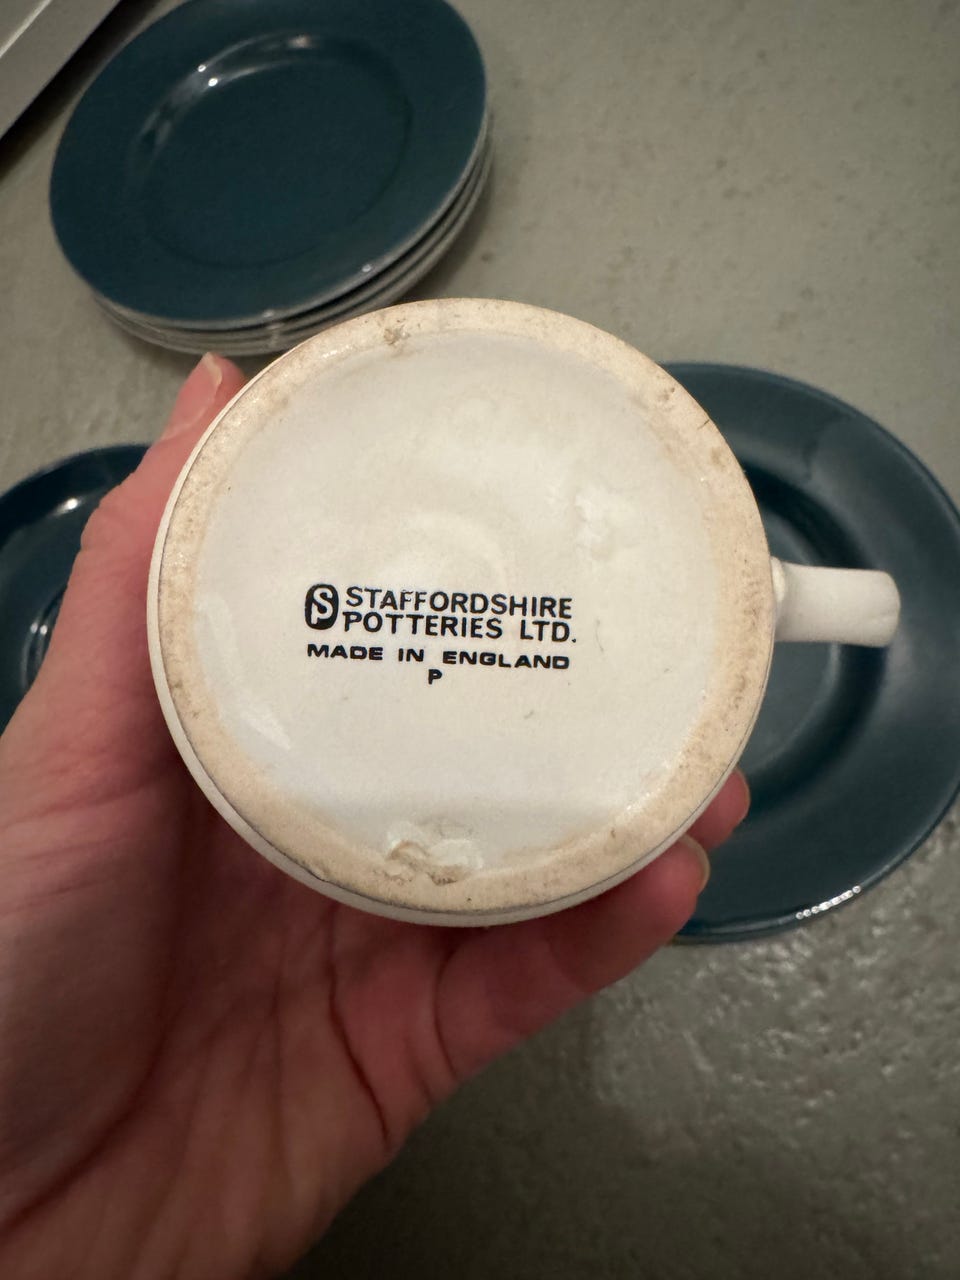 SP STAFFORDSHIRE
POTTERIES LTD.
MADE IN ENGLAND
P